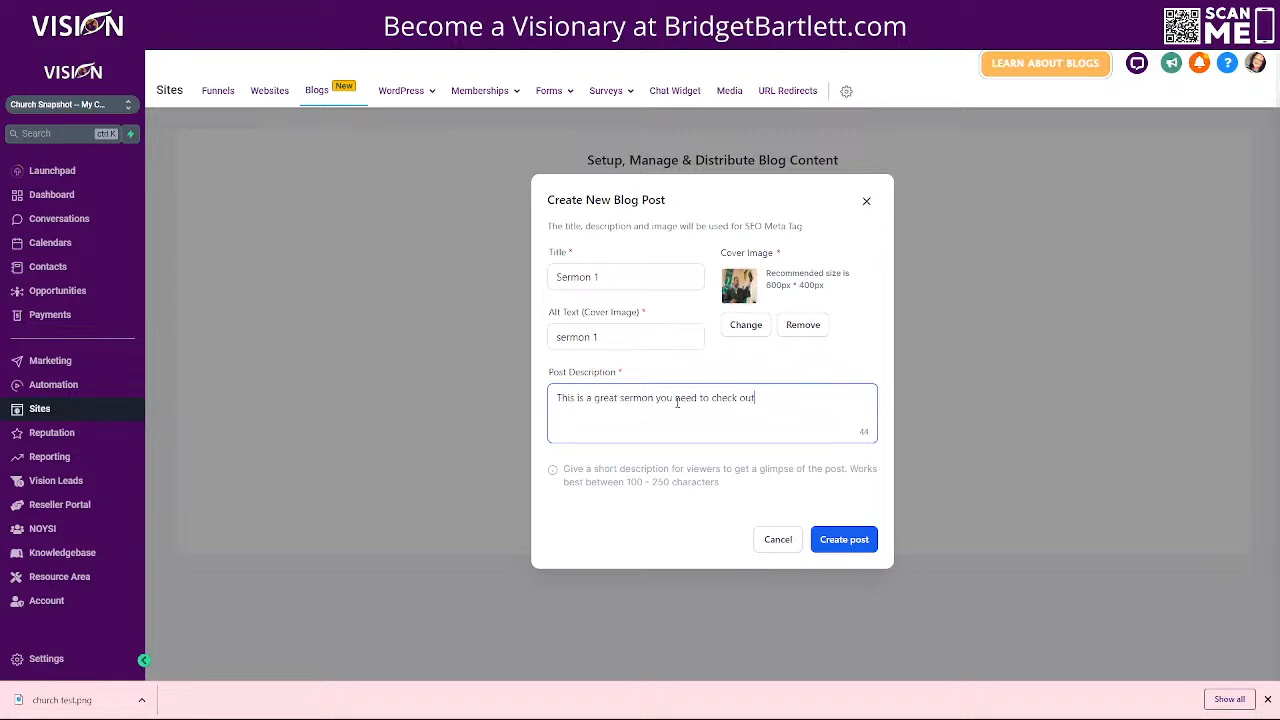 VISION
Become a Visionary at BridgetBartlett.com
SCAN
ME
VISION
LEARN ABOUT BLOGS
Sites
Funnels
Websites
Blogs
New
WordPress
Memberships
Forms
Surveys
Chat Widget
Media
URL Redirects
Church Snapshot -- My C...
Search
ctrl K
Launchpad
Dashboard
Conversations
Calendars
Contacts
Opportunities
Payments
Marketing
Automation
Sites
Reputation
Reporting
Vision Leads
Reseller Portal
NOYSI
Knowledgebase
Resource Area
Account
Settings
Setup, Manage & Distribute Blog Content
Create New Blog Post
The title, description and image will be used for SEO Meta Tag
Title *
Sermon 1
Cover Image *
Recommended size is
600px * 400px
Change
Remove
Alt Text (Cover Image) *
sermon 1
Post Description *
This is a great sermon you need to check out
44
Give a short description for viewers to get a glimpse of the post. Works
best between 100 - 250 characters
Cancel
Create post
church test.png
Show all